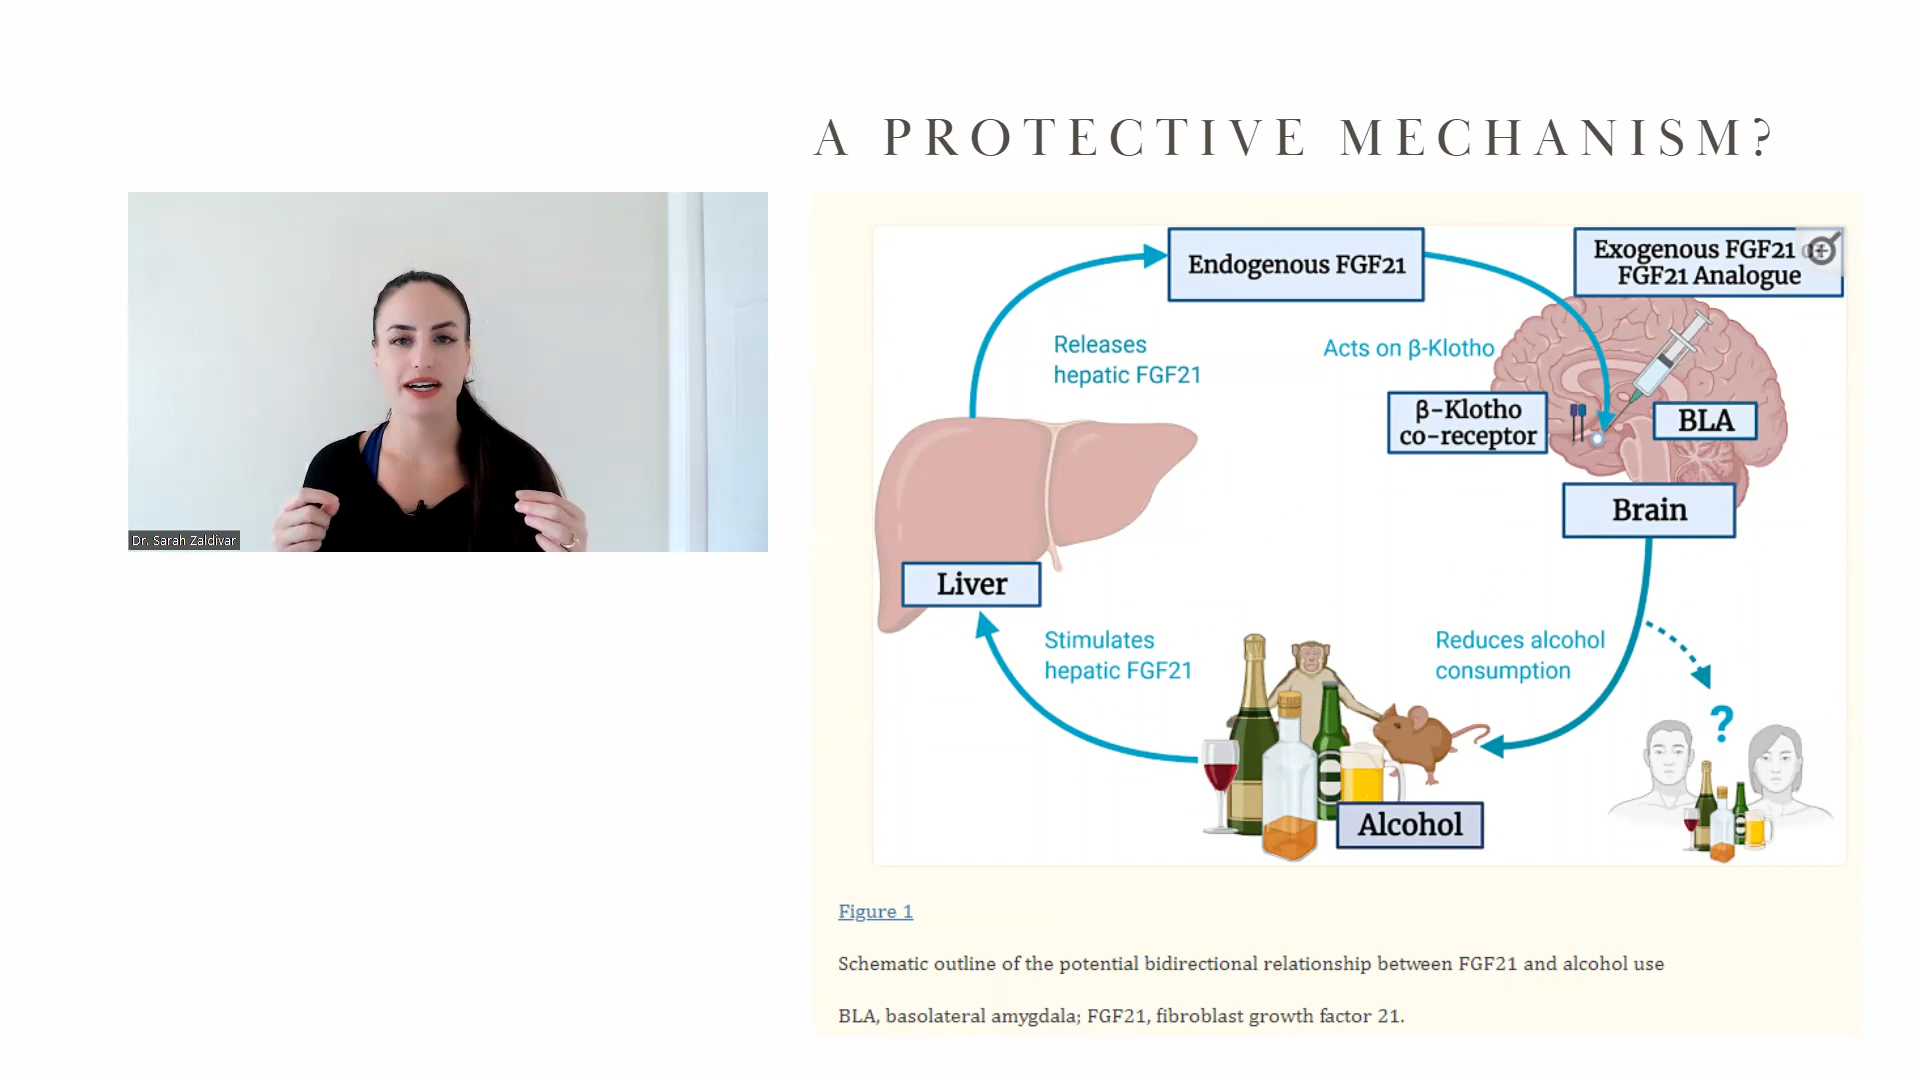 A PROTECTIVE MECHANISM?
Dr. Sarah Zaldivar
Endogenous FGF21
Exogenous FGF21 or
FGF21 Analogue
Releases
hepatic FGF21
Acts on β-Klotho
β-Klotho
co-receptor
BLA
Brain
Liver
Stimulates
hepatic FGF21
Reduces alcohol
consumption
?
Alcohol
Figure 1
Schematic outline of the potential bidirectional relationship between FGF21 and alcohol use
BLA, basolateral amygdala; FGF21, fibroblast growth factor 21.